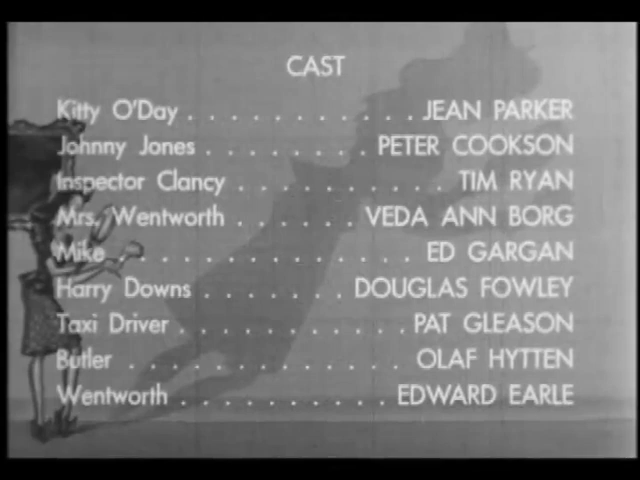 CAST
Kitty O'Day . . . . . . . . . . . . JEAN PARKER
Johnny Jones . . . . . . . PETER COOKSON
Inspector Clancy . . . . . . . . . . TIM RYAN
Mrs. Wentworth . . . . . . VEDA ANN BORG
Mike . . . . . . . . . . . . . . . ED GARGAN
Harry Downs . . . . . . . DOUGLAS FOWLEY
Taxi Driver . . . . . . . . . . . PAT GLEASON
Butler . . . . . . . . . . . . . OLAF HYTTEN
Wentworth . . . . . . . . . . EDWARD EARLE